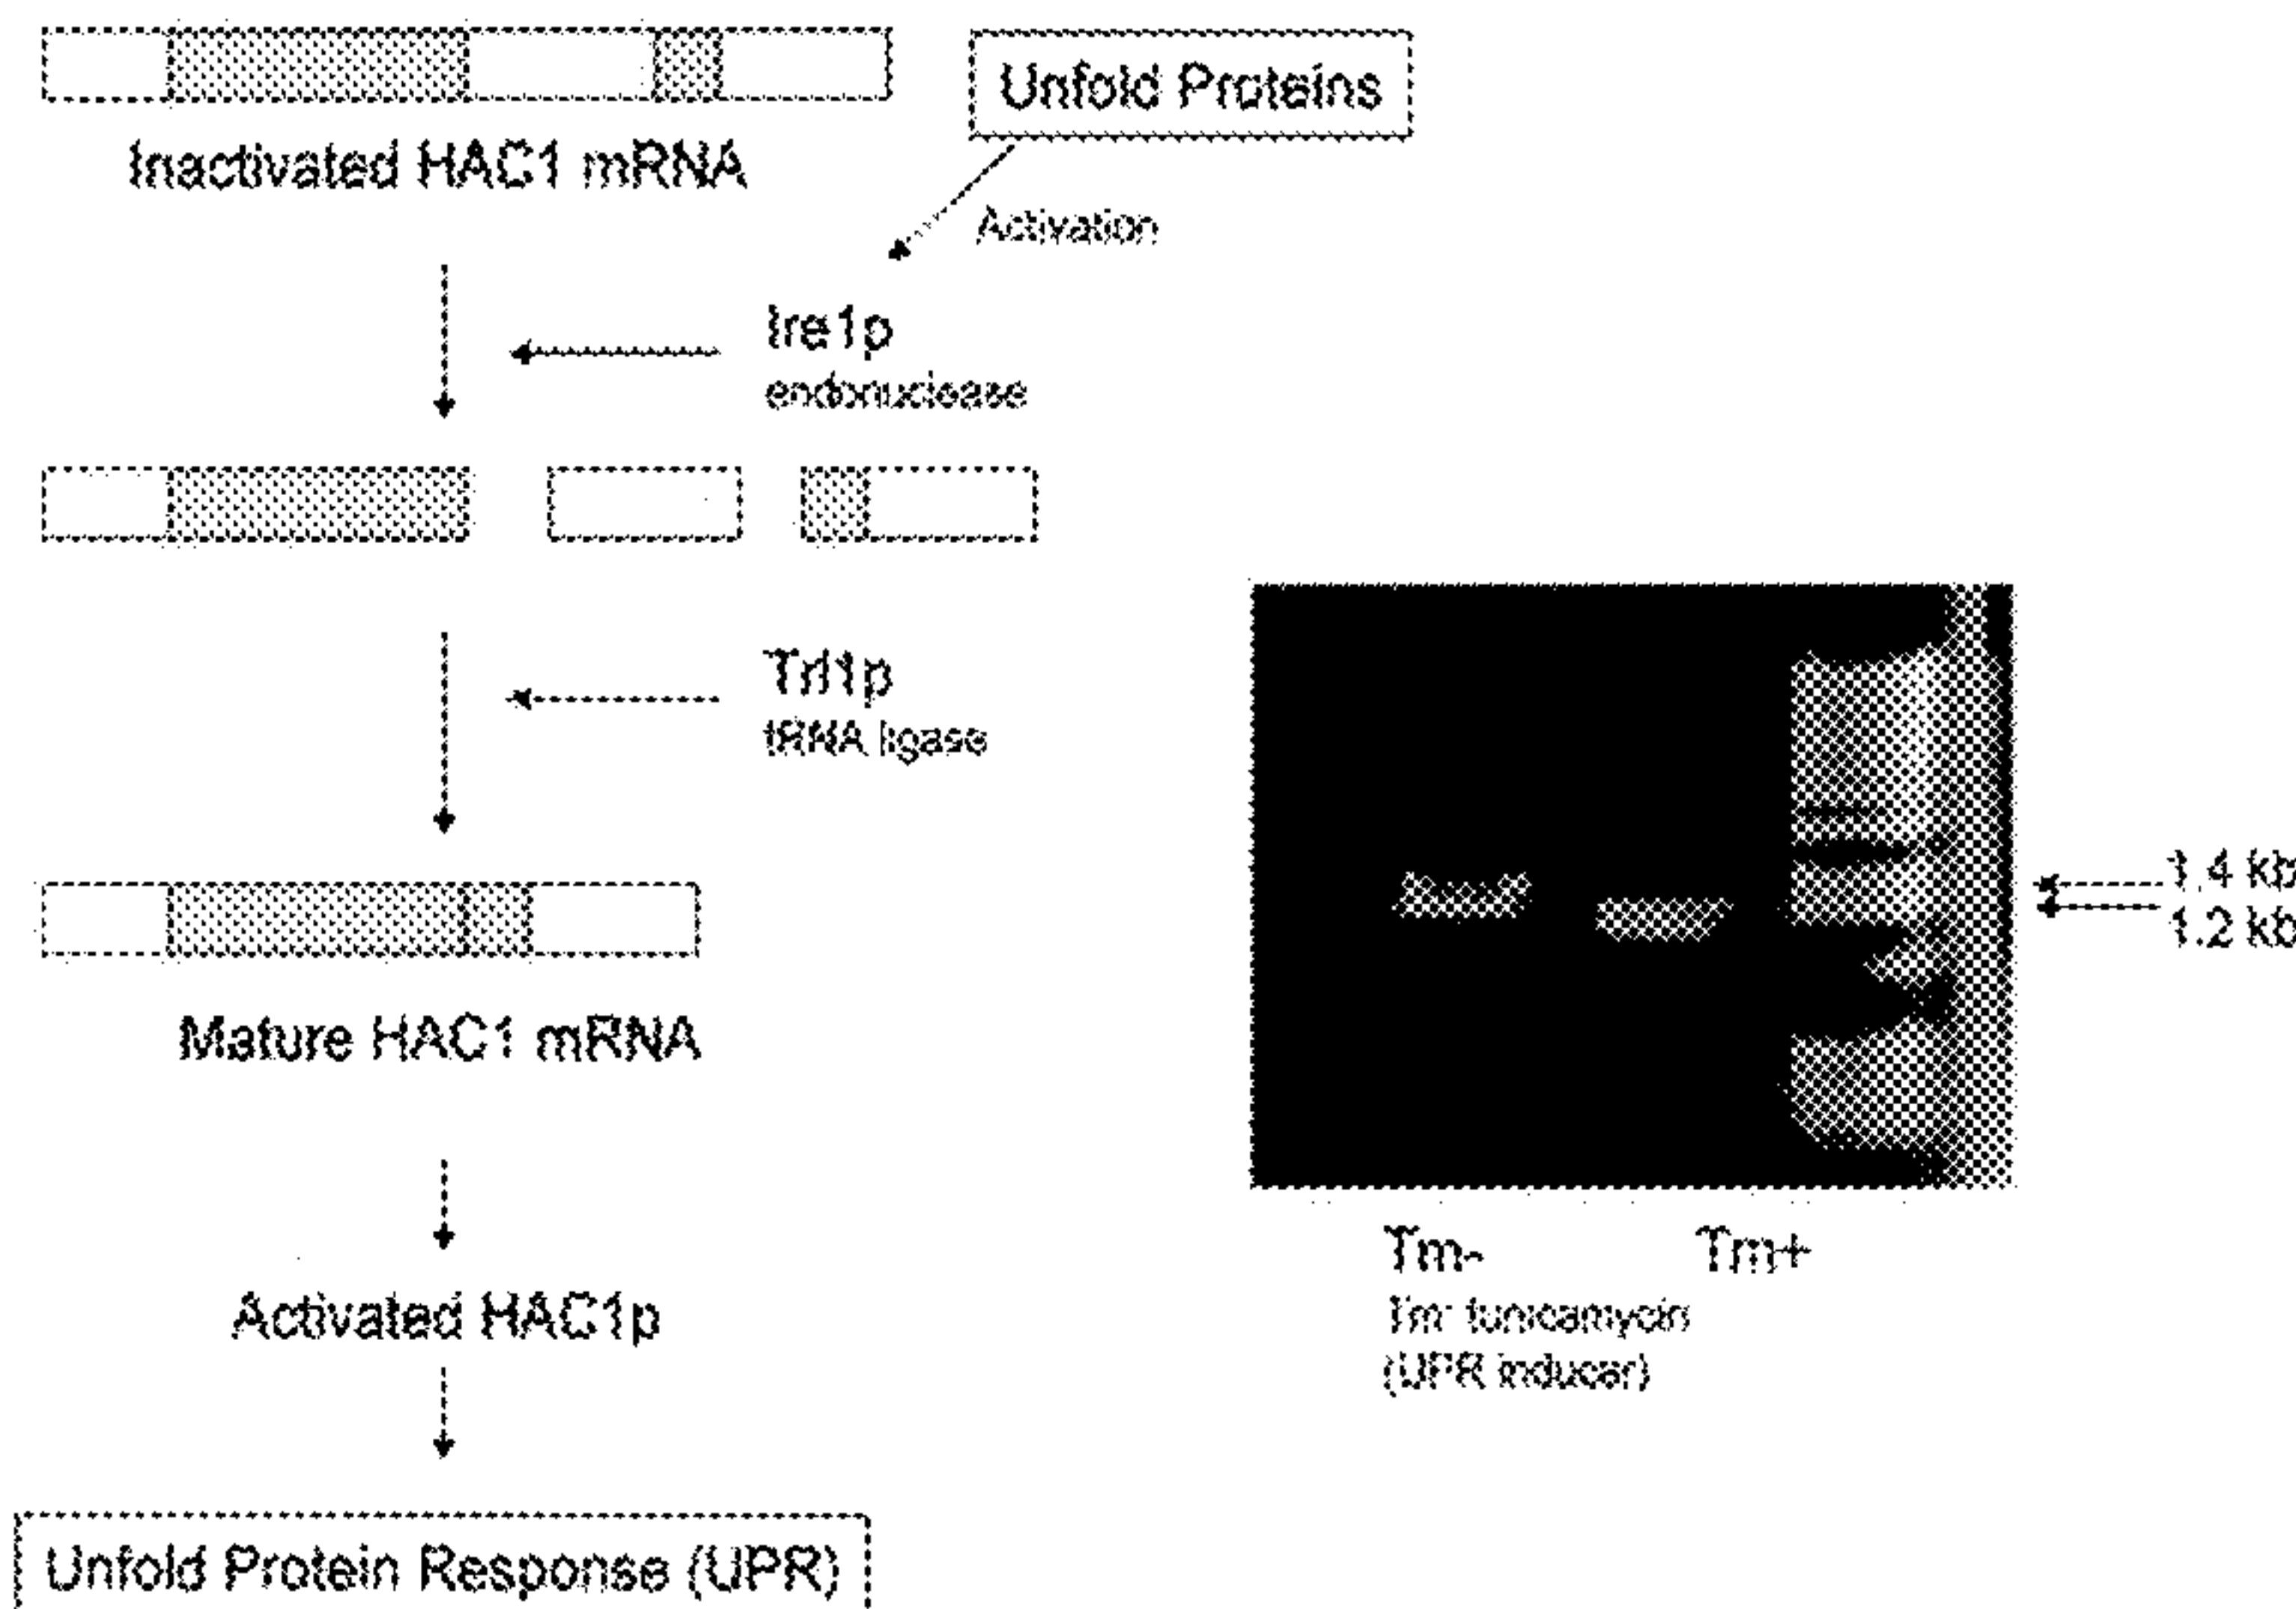 Unfold Proteins
Inactivated HAC1 mRNA
Activation
Ire1p
endonuclease
Trl1p
tRNA ligase
1.4 kb
1.2 kb
Mature HAC1 mRNA
Tm-
Tm+
Activated HAC1p
Tm: tunicamycin
(UPR inducer)
Unfold Protein Response (UPR)